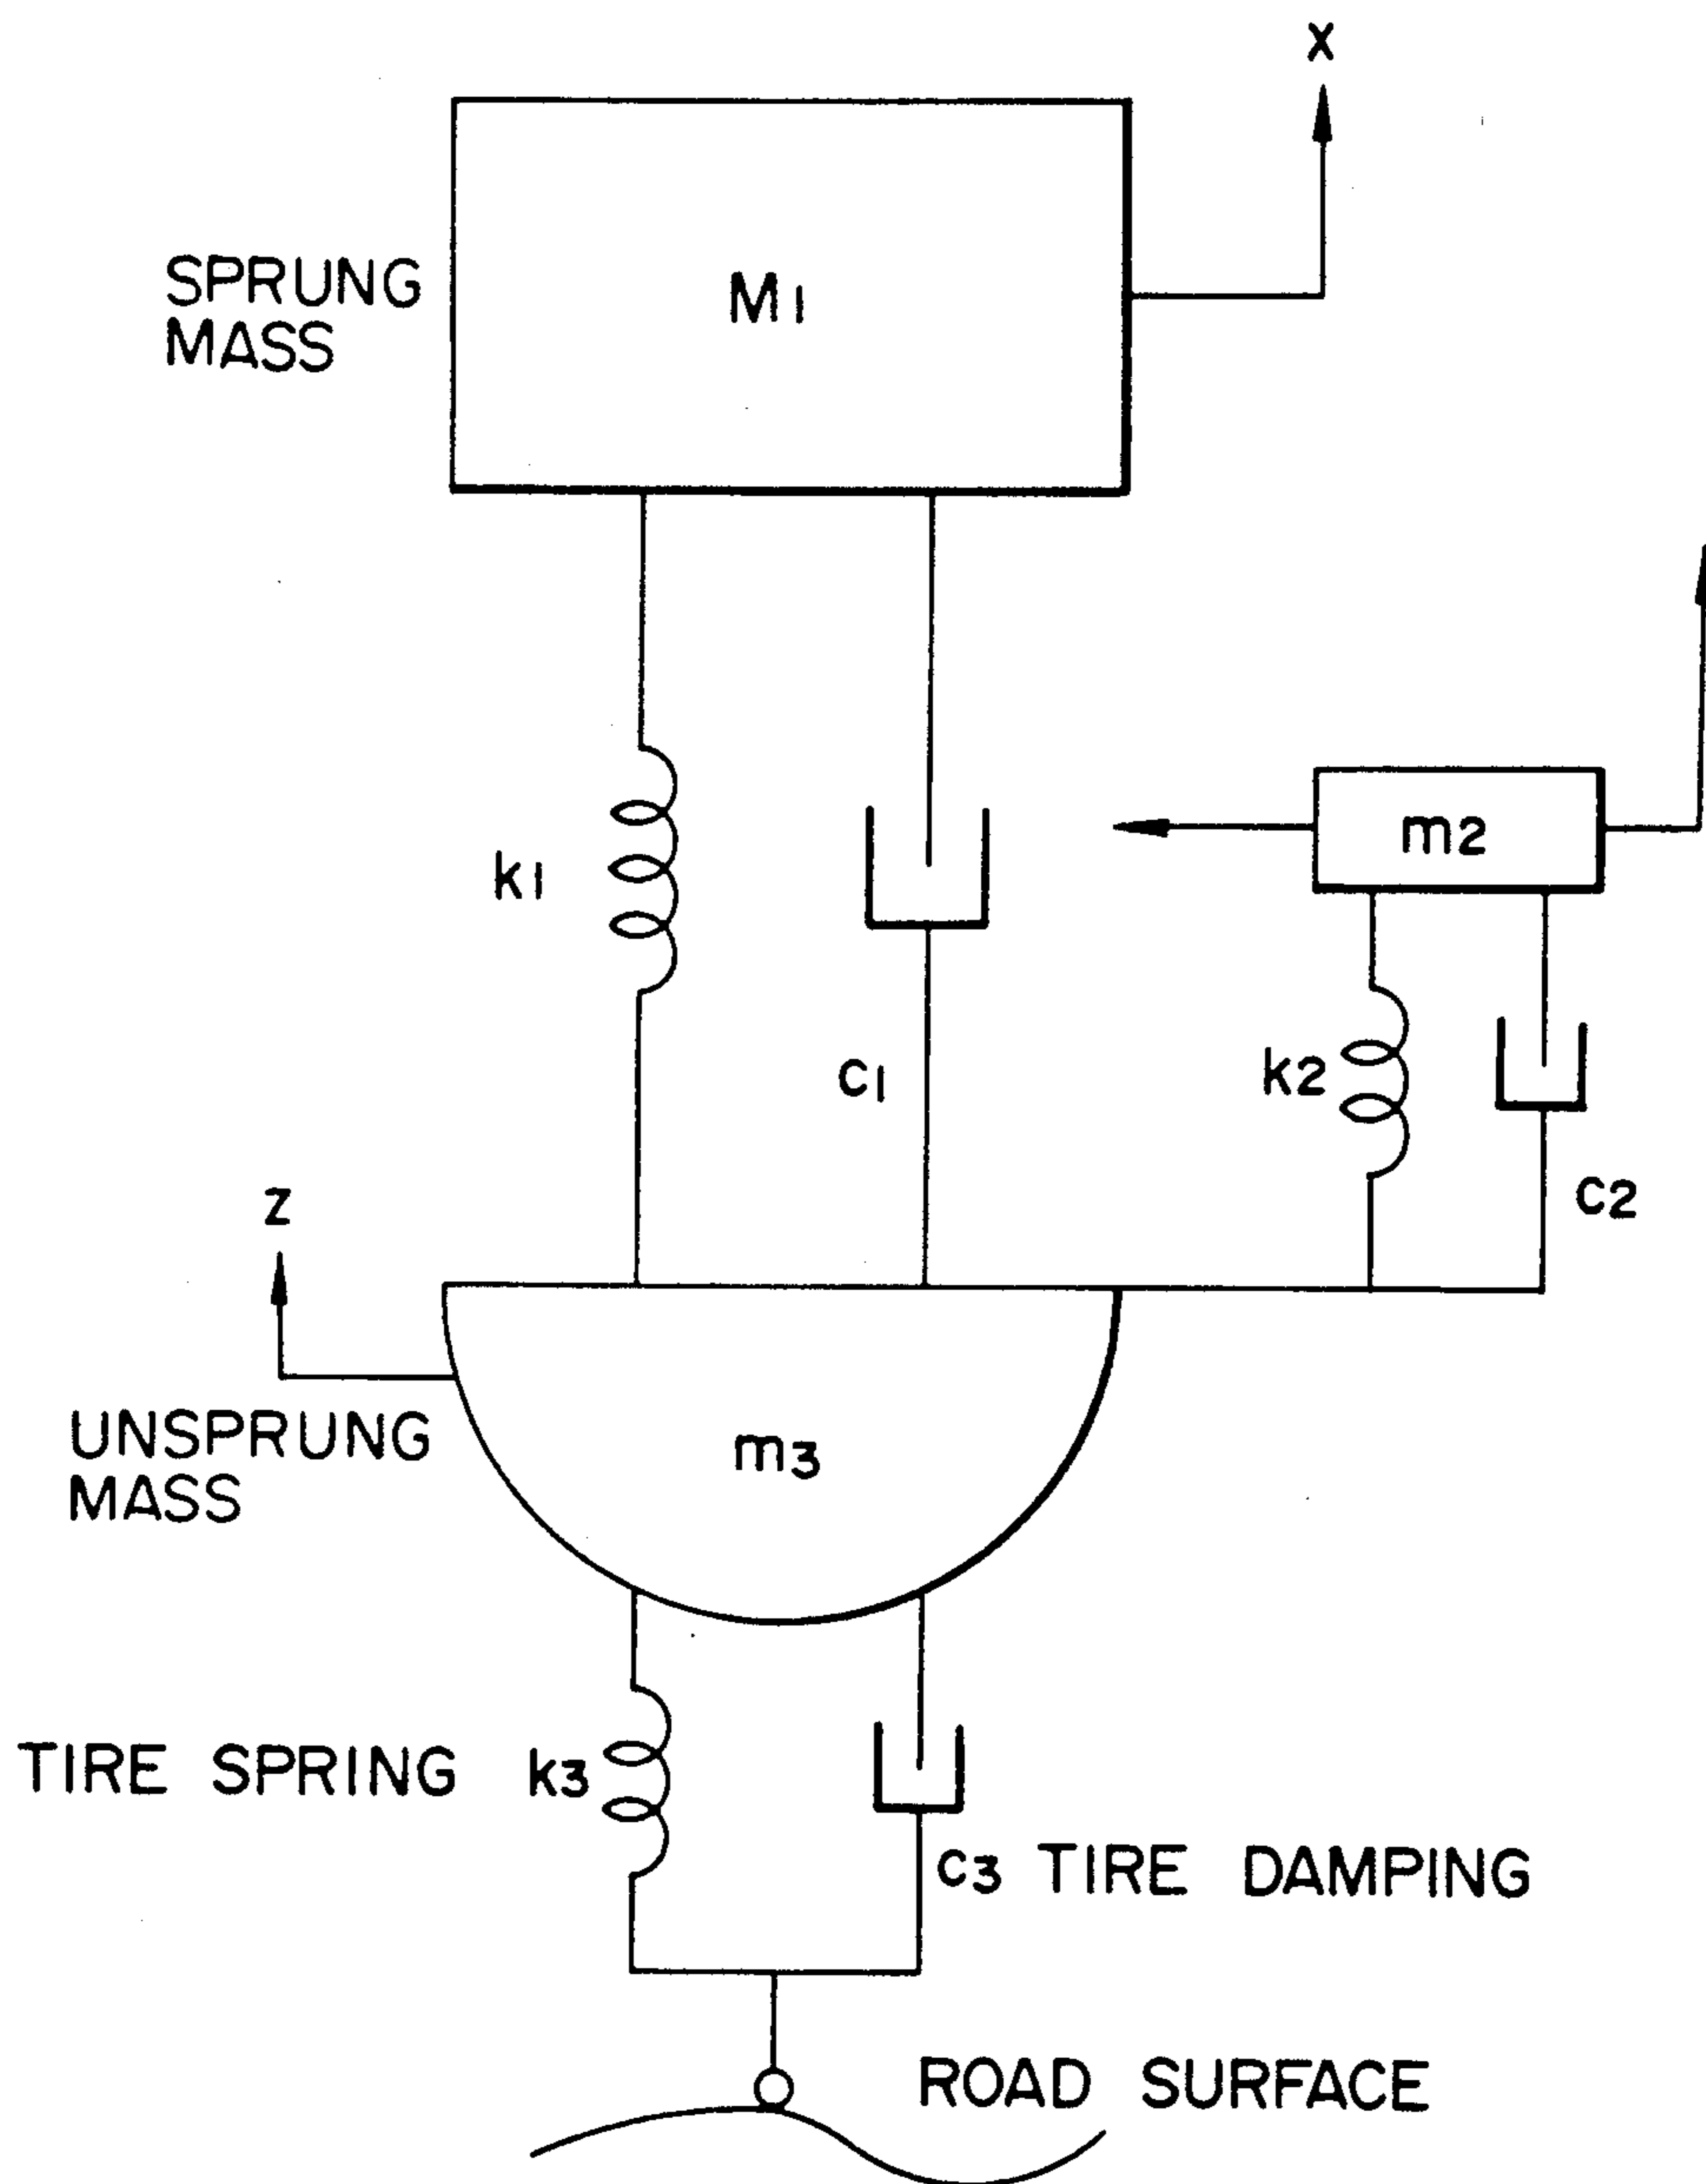 x
SPRUNG
MASS
M1
m2
k1
c1
k2
c2
z
UNSPRUNG
MASS
m3
TIRE SPRING k3
c3 TIRE DAMPING
ROAD SURFACE